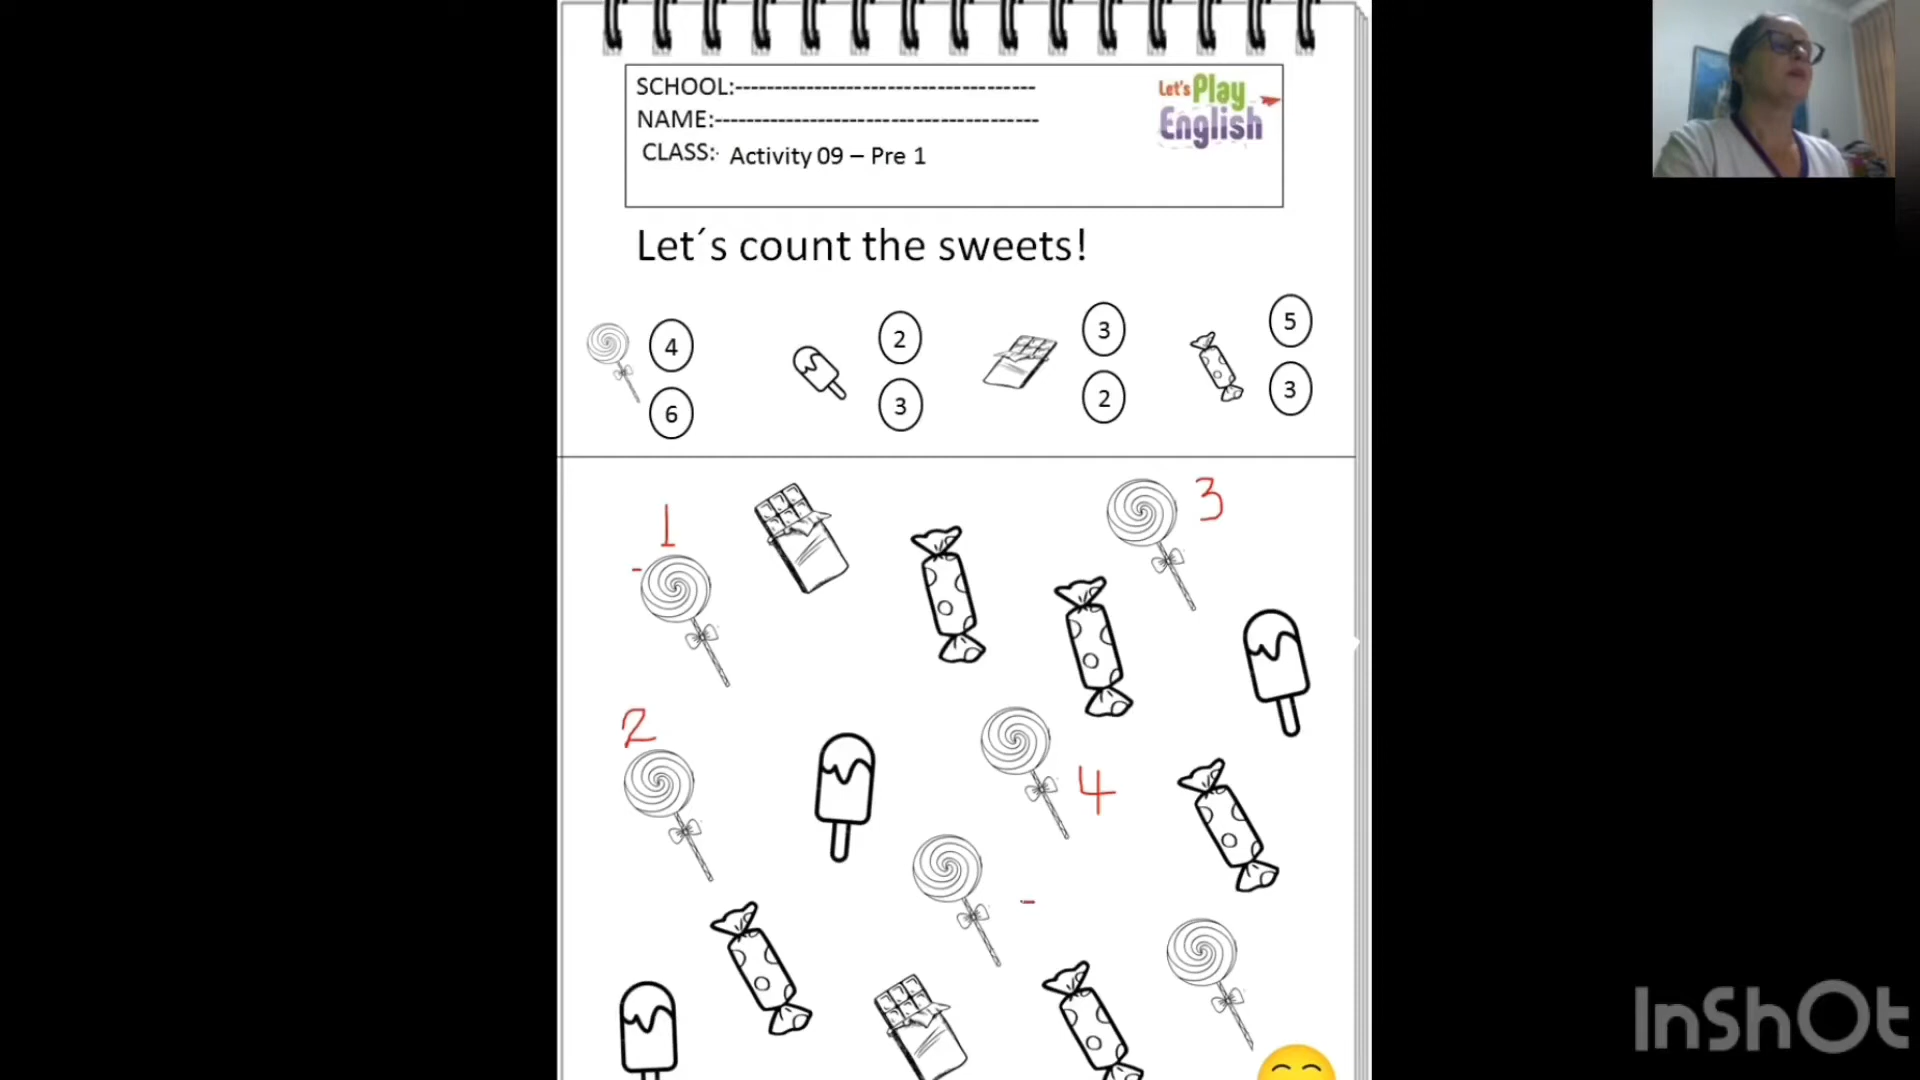 SCHOOL:------------------------------------
NAME:---------------------------------------
CLASS: Activity 09 – Pre 1
Let's Play
English
Let´s count the sweets!
4 2 3 5
6 3 2 3
1 3
2
4
InShOt